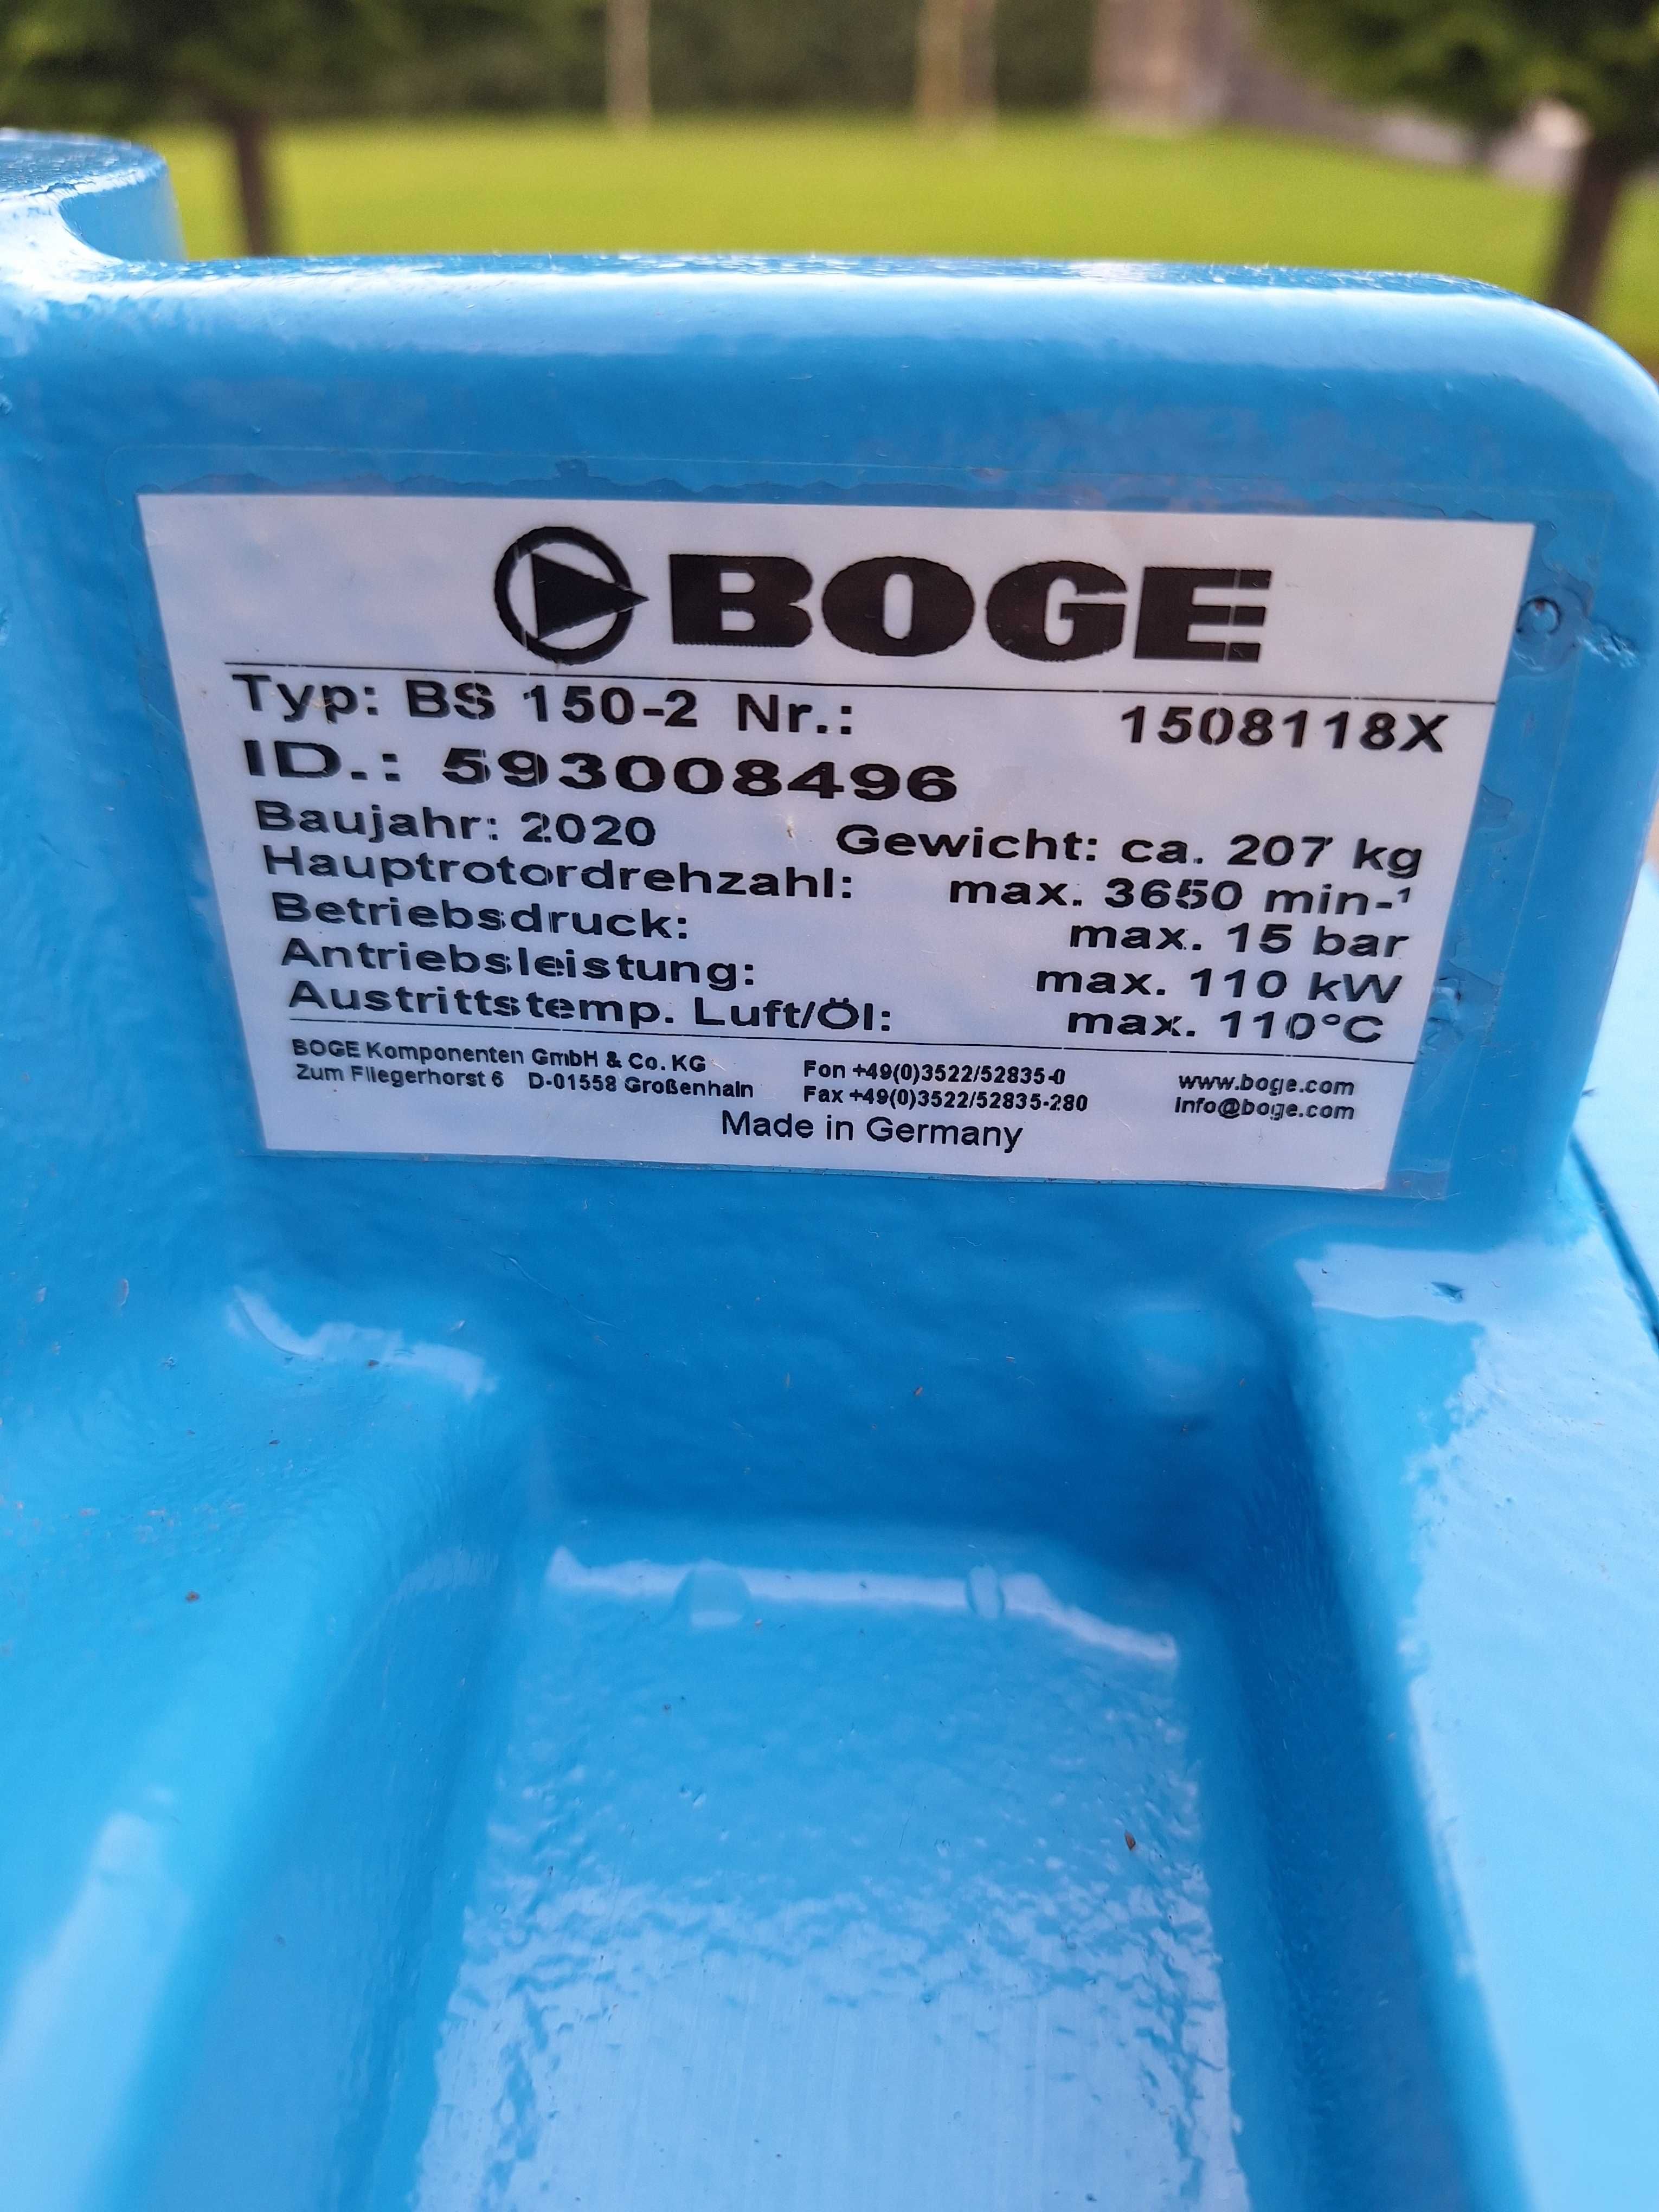 BOGE
Typ: BS 150-2 Nr.: 1508118X
ID.: 593008496
Baujahr: 2020 Gewicht: ca. 207 kg
Hauptrotordrehzahl: max. 3650 min-¹
Betriebsdruck: max. 15 bar
Antriebsleistung: max. 110 kW
Austrittstemp. Luft/Öl: max. 110°C
BOGE Komponenten GmbH & Co. KG Fon +49(0)3522/52835-0 www.boge.com
Zum Fliegerhorst 6 D-01558 Großenhain Fax +49(0)3522/52835-280 info@boge.com
Made in Germany